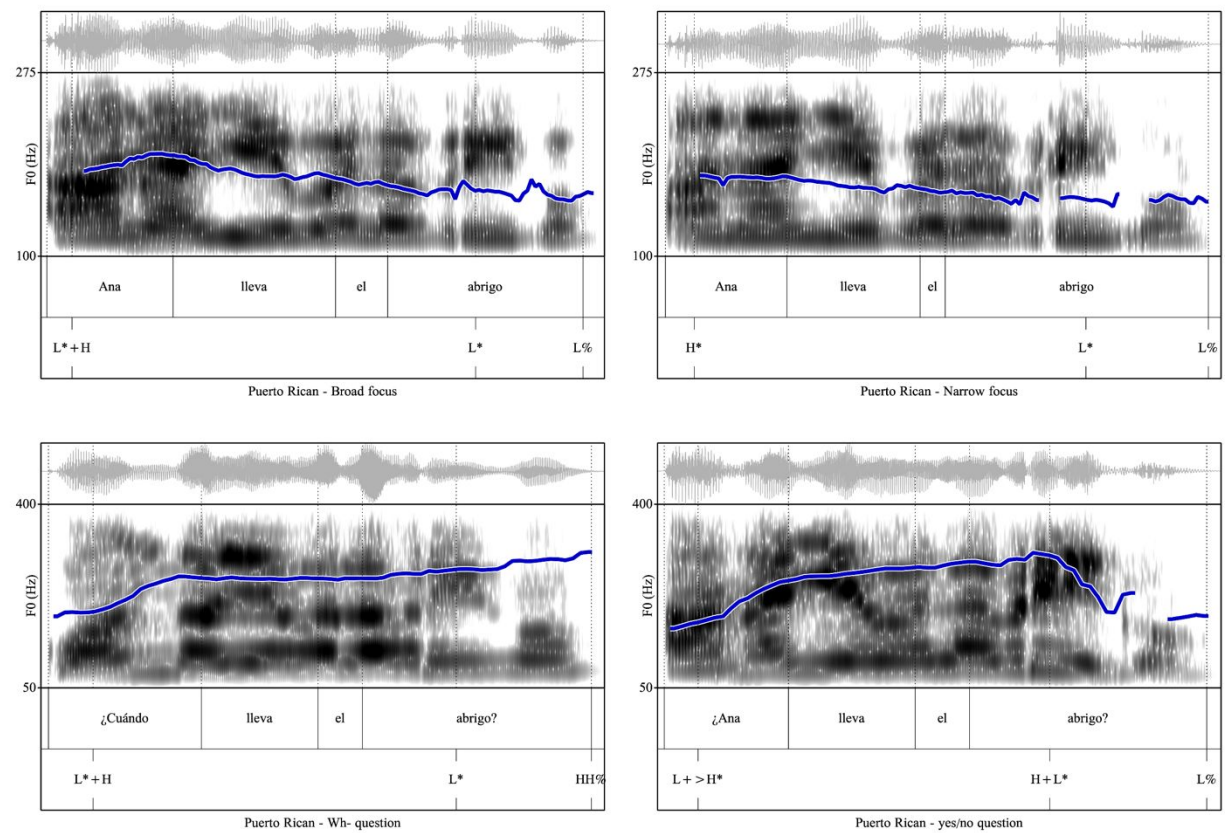 275
F0 (Hz)
100
Ana lleva el abrigo
L*+H L* L%
Puerto Rican - Broad focus
275
F0 (Hz)
100
Ana lleva el abrigo
H* L* L%
Puerto Rican - Narrow focus
400
F0 (Hz)
50
¿Cuándo lleva el abrigo?
L*+H L* HH%
Puerto Rican - Wh- question
400
F0 (Hz)
50
¿Ana lleva el abrigo?
L+>H* H+L* L%
Puerto Rican - yes/no question